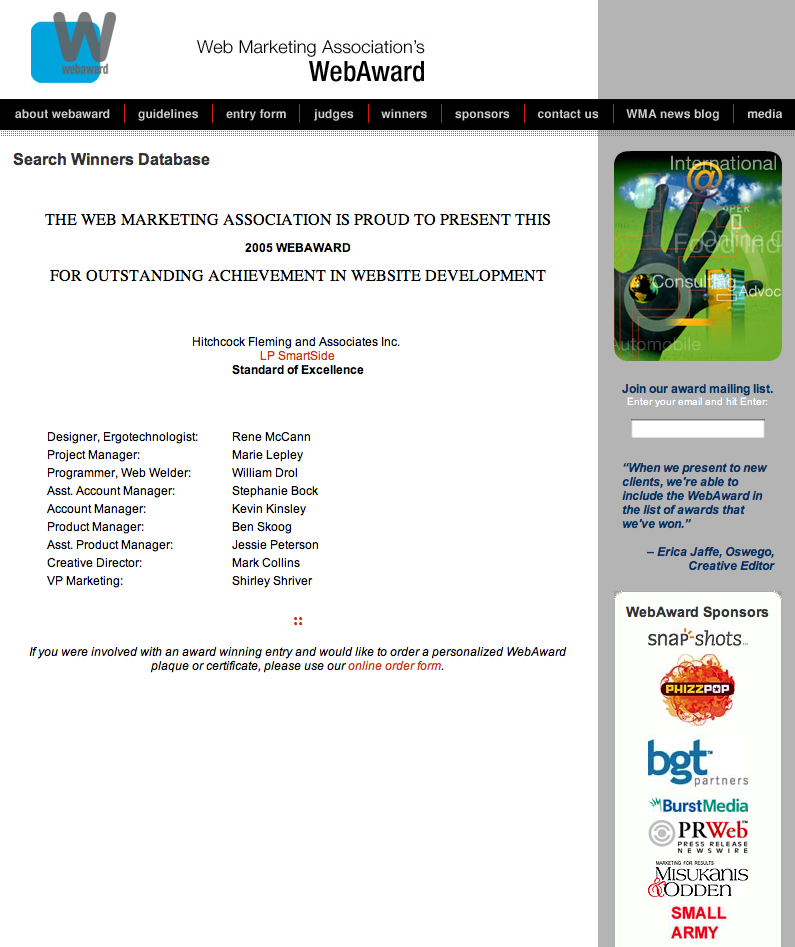 W
webaward
Web Marketing Association's
WebAward
about webaward guidelines entry form judges winners sponsors contact us WMA news blog media
Search Winners Database
THE WEB MARKETING ASSOCIATION IS PROUD TO PRESENT THIS
2005 WEBAWARD
FOR OUTSTANDING ACHIEVEMENT IN WEBSITE DEVELOPMENT
Hitchcock Fleming and Associates Inc.
LP SmartSide
Standard of Excellence
Designer, Ergotechnologist: Rene McCann
Project Manager: Marie Lepley
Programmer, Web Welder: William Drol
Asst. Account Manager: Stephanie Bock
Account Manager: Kevin Kinsley
Product Manager: Ben Skoog
Asst. Product Manager: Jessie Peterson
Creative Director: Mark Collins
VP Marketing: Shirley Shriver
If you were involved with an award winning entry and would like to order a personalized WebAward
plaque or certificate, please use our online order form.
International
@
Online
Food Ind
Consulting
Advoc
Automobile
Join our award mailing list.
Enter your email and hit Enter:
“When we present to new
clients, we're able to
include the WebAward in
the list of awards that
we've won.”
– Erica Jaffe, Oswego,
Creative Editor
WebAward Sponsors
snap·shots
PHIZZPOP
bgt™
partners
BurstMedia
PRWeb™
PRESS RELEASE
NEWSWIRE
MARKETING FOR RESULTS
MISUKANIS
& ODDEN
SMALL
ARMY